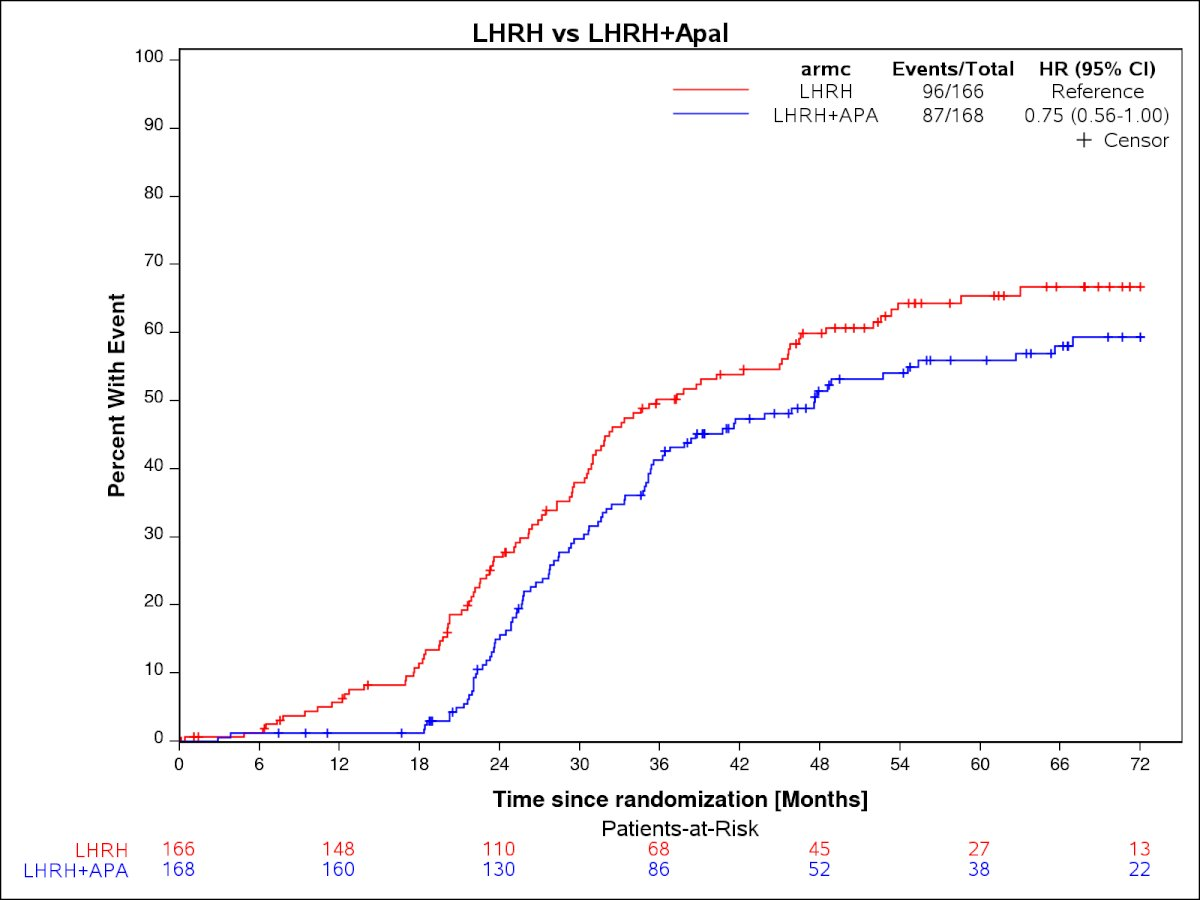 LHRH vs LHRH+Apal
armc Events/Total HR (95% CI)
LHRH 96/166 Reference
LHRH+APA 87/168 0.75 (0.56-1.00)
+ Censor
100
90
80
70
60
50
40
30
20
10
0
Percent With Event
0 6 12 18 24 30 36 42 48 54 60 66 72
Time since randomization [Months]
Patients-at-Risk
LHRH 166 148 110 68 45 27 13
LHRH+APA 168 160 130 86 52 38 22